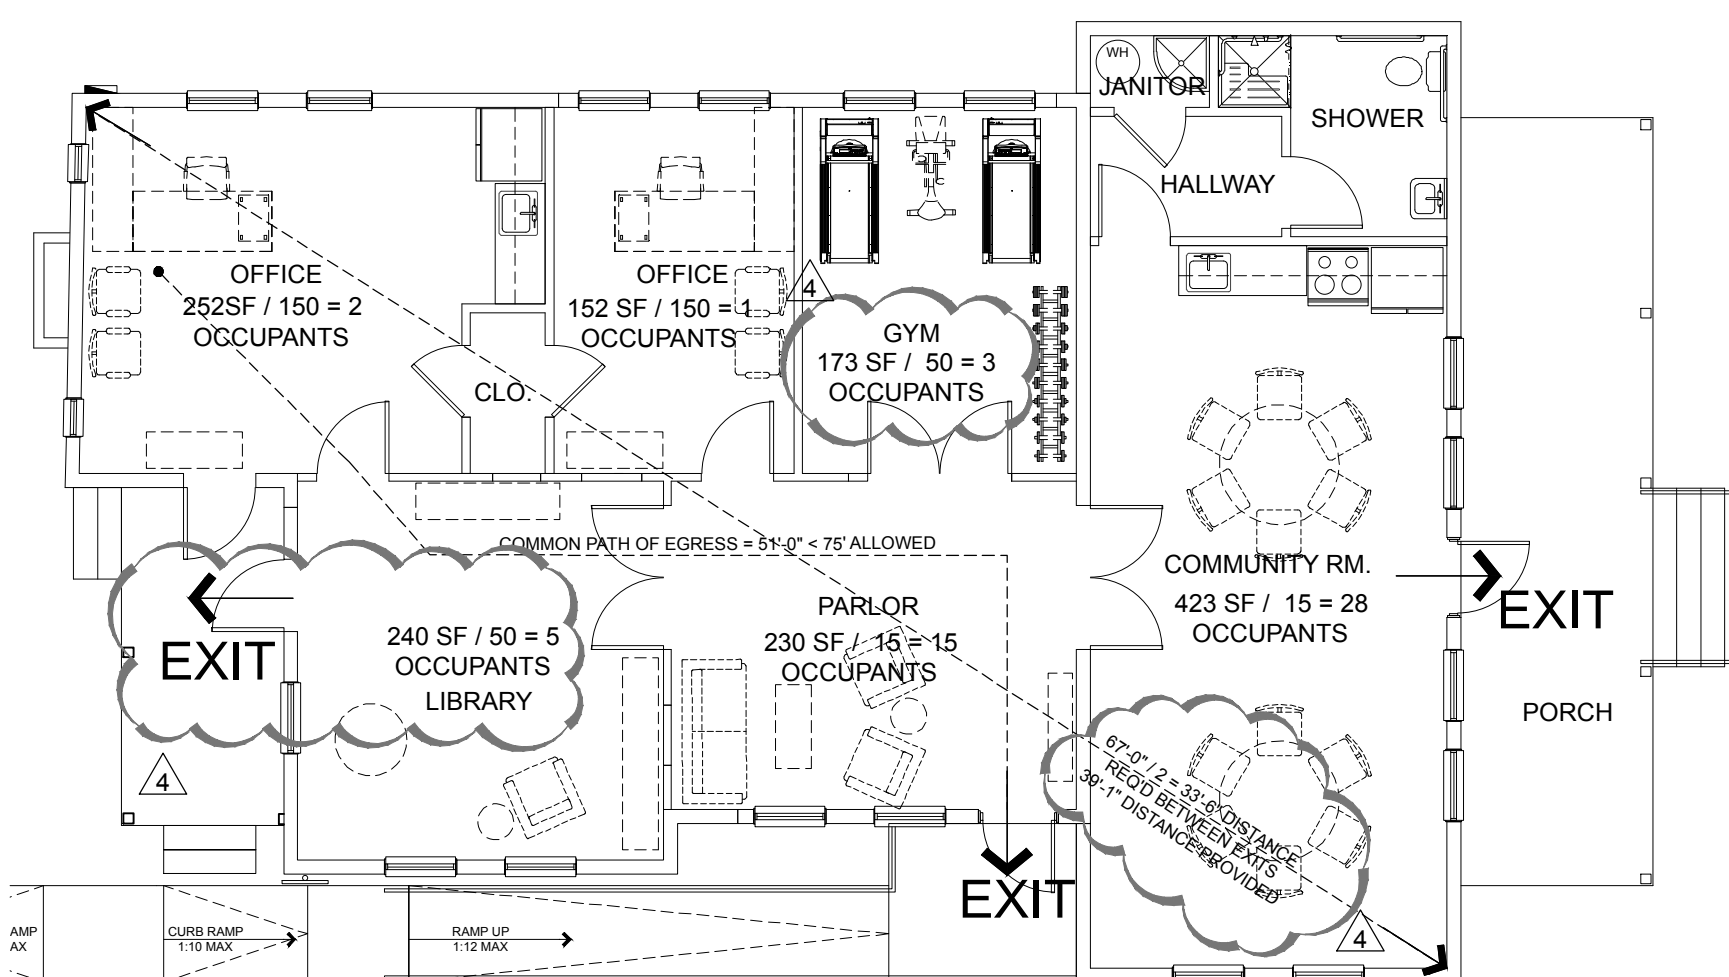 WH
JANITOR
SHOWER
HALLWAY
OFFICE
252SF / 150 = 2
OCCUPANTS
OFFICE
152 SF / 150 = 1
OCCUPANTS
4
GYM
173 SF / 50 = 3
OCCUPANTS
CLO.
COMMON PATH OF EGRESS = 51'-0" < 75' ALLOWED
COMMUNITY RM.
423 SF / 15 = 28
OCCUPANTS
EXIT
PARLOR
230 SF / 15 = 15
OCCUPANTS
240 SF / 50 = 5
OCCUPANTS
LIBRARY
EXIT
PORCH
4
67'-0" / 2 = 33'-6" DISTANCE
REQ'D BETWEEN EXITS
39'-1" DISTANCE PROVIDED
EXIT
4
AMP
AX
CURB RAMP
1:10 MAX
RAMP UP
1:12 MAX